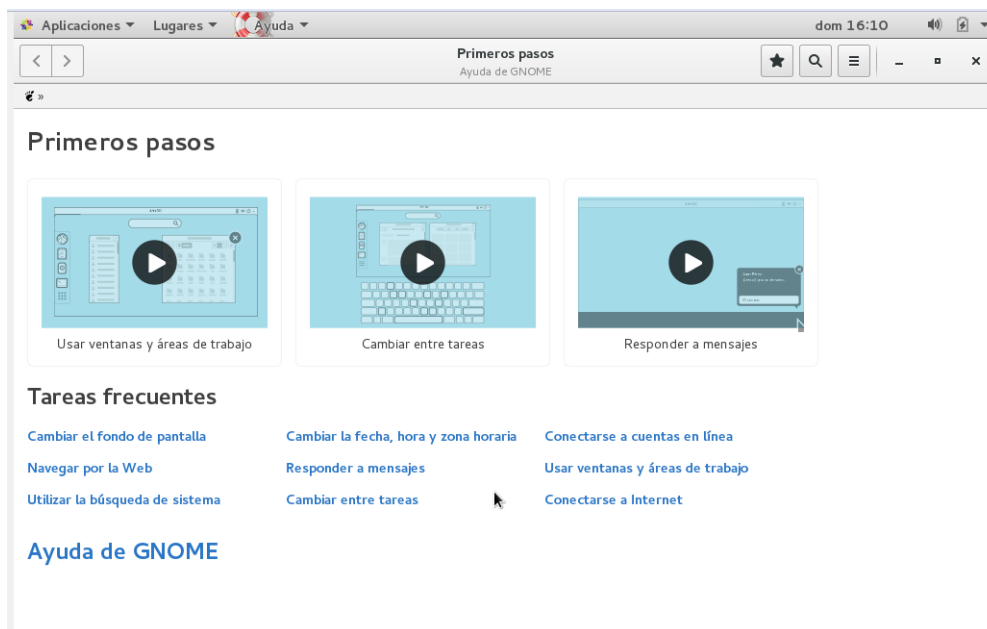 Aplicaciones Lugares Ayuda dom 16:10
Primeros pasos
Ayuda de GNOME
»
Primeros pasos
Usar ventanas y áreas de trabajo
Cambiar entre tareas
Responder a mensajes
Tareas frecuentes
Cambiar el fondo de pantalla Cambiar la fecha, hora y zona horaria Conectarse a cuentas en línea
Navegar por la Web Responder a mensajes Usar ventanas y áreas de trabajo
Utilizar la búsqueda de sistema Cambiar entre tareas Conectarse a Internet
Ayuda de GNOME